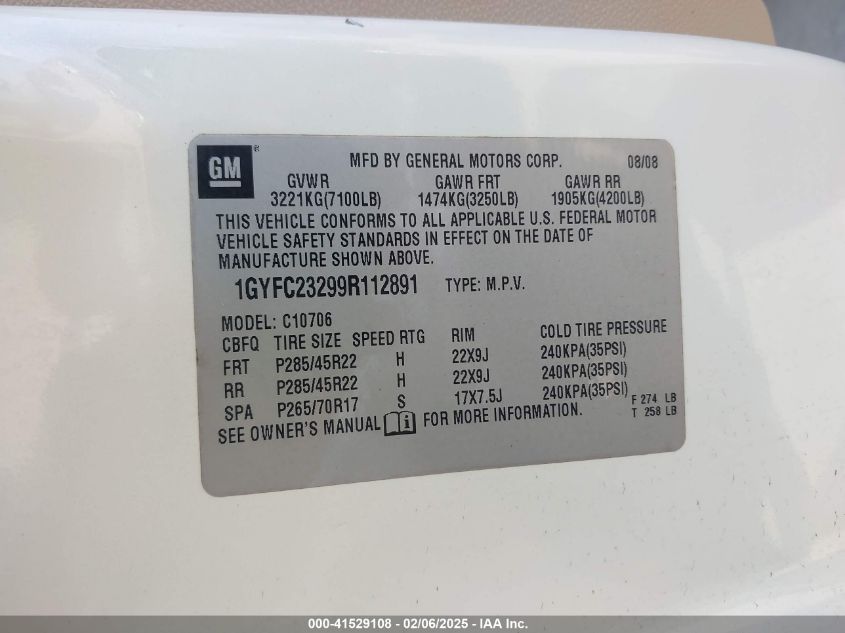 GM ® MFD BY GENERAL MOTORS CORP. 08/08
GVWR GAWR FRT GAWR RR
3221KG(7100LB) 1474KG(3250LB) 1905KG(4200LB)
THIS VEHICLE CONFORMS TO ALL APPLICABLE U.S. FEDERAL MOTOR
VEHICLE SAFETY STANDARDS IN EFFECT ON THE DATE OF
MANUFACTURE SHOWN ABOVE.
1GYFC23299R112891 TYPE: M.P.V.
MODEL: C10706
CBFQ TIRE SIZE SPEED RTG RIM COLD TIRE PRESSURE
FRT P285/45R22 H 22X9J 240KPA(35PSI)
RR P285/45R22 H 22X9J 240KPA(35PSI)
SPA P265/70R17 S 17X7.5J 240KPA(35PSI)
F 274 LB
T 258 LB
SEE OWNER'S MANUAL FOR MORE INFORMATION.
000-41529108 - 02/06/2025 - IAA Inc.